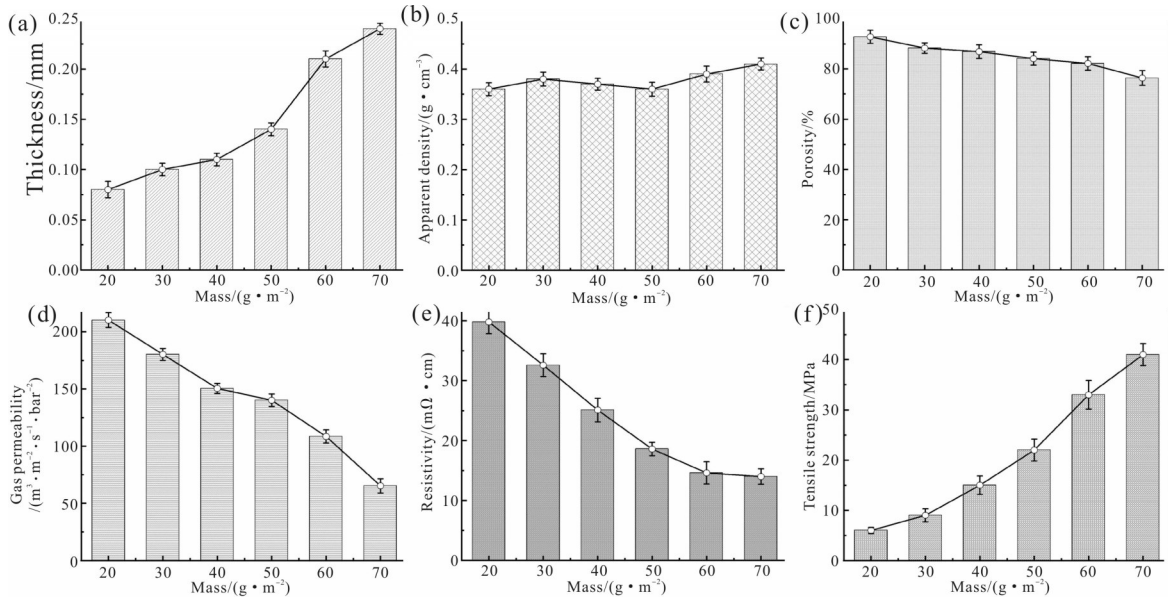 (a)
Thickness/mm
0.25
0.20
0.15
0.10
0.05
0.00
20 30 40 50 60 70
Mass/(g·m⁻²)
(b)
Apparent density/(g·cm⁻³)
0.5
0.4
0.3
0.2
0.1
0.0
20 30 40 50 60 70
Mass/(g·m⁻²)
(c)
Porosity/%
100
80
60
40
20
0
20 30 40 50 60 70
Mass/(g·m⁻²)
(d)
Gas permeability
/(m³·m⁻²·s⁻¹·bar⁻²)
200
150
100
50
0
20 30 40 50 60 70
Mass/(g·m⁻²)
(e)
Resistivity/(mΩ·cm)
40
30
20
10
0
20 30 40 50 60 70
Mass/(g·m⁻²)
(f)
Tensile strength/MPa
50
40
30
20
10
0
20 30 40 50 60 70
Mass/(g·m⁻²)